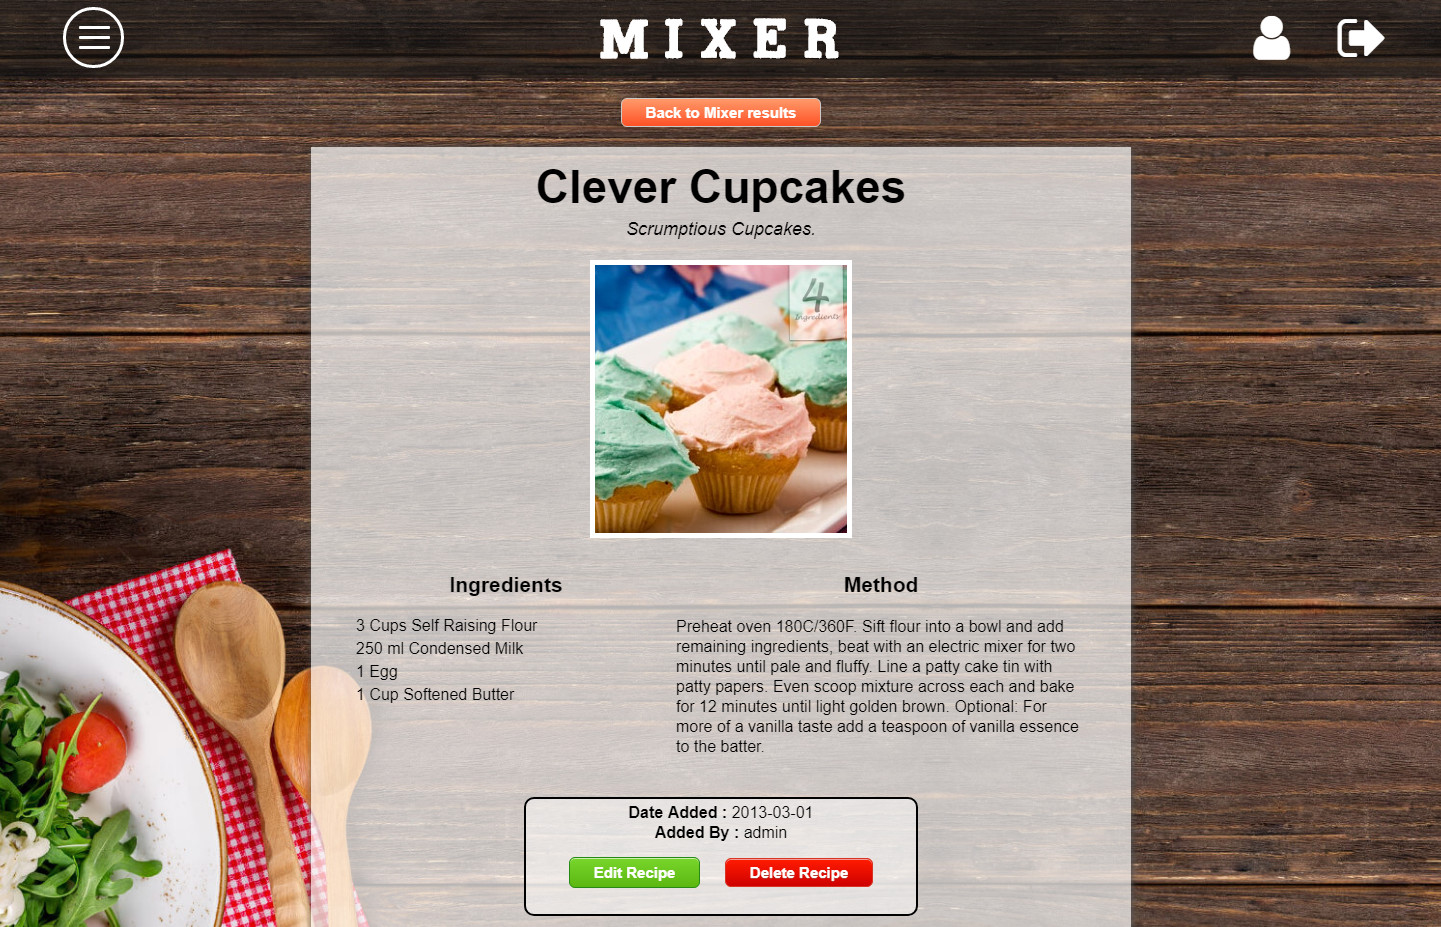 MIXER
Back to Mixer results
Clever Cupcakes
Scrumptious Cupcakes.
4
Ingredients
Ingredients
3 Cups Self Raising Flour
250 ml Condensed Milk
1 Egg
1 Cup Softened Butter
Method
Preheat oven 180C/360F. Sift flour into a bowl and add
remaining ingredients, beat with an electric mixer for two
minutes until pale and fluffy. Line a patty cake tin with
patty papers. Even scoop mixture across each and bake
for 12 minutes until light golden brown. Optional: For
more of a vanilla taste add a teaspoon of vanilla essence
to the batter.
Date Added : 2013-03-01
Added By : admin
Edit Recipe
Delete Recipe